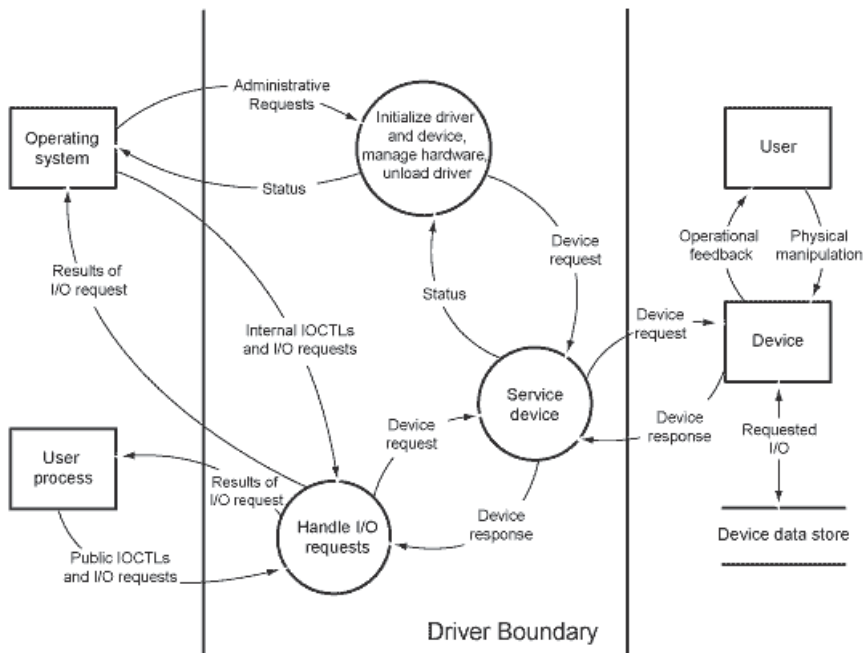 Administrative
Requests
Operating
system
Initialize driver
and device,
manage hardware,
unload driver
User
Status
Device
request
Operational
feedback
Physical
manipulation
Results of
I/O request
Status
Internal IOCTLs
and I/O requests
Device
request
Device
Service
device
Device
request
Device
response
Requested
I/O
User
process
Results of
I/O request
Handle I/O
requests
Device
response
Device data store
Public IOCTLs
and I/O requests
Driver Boundary